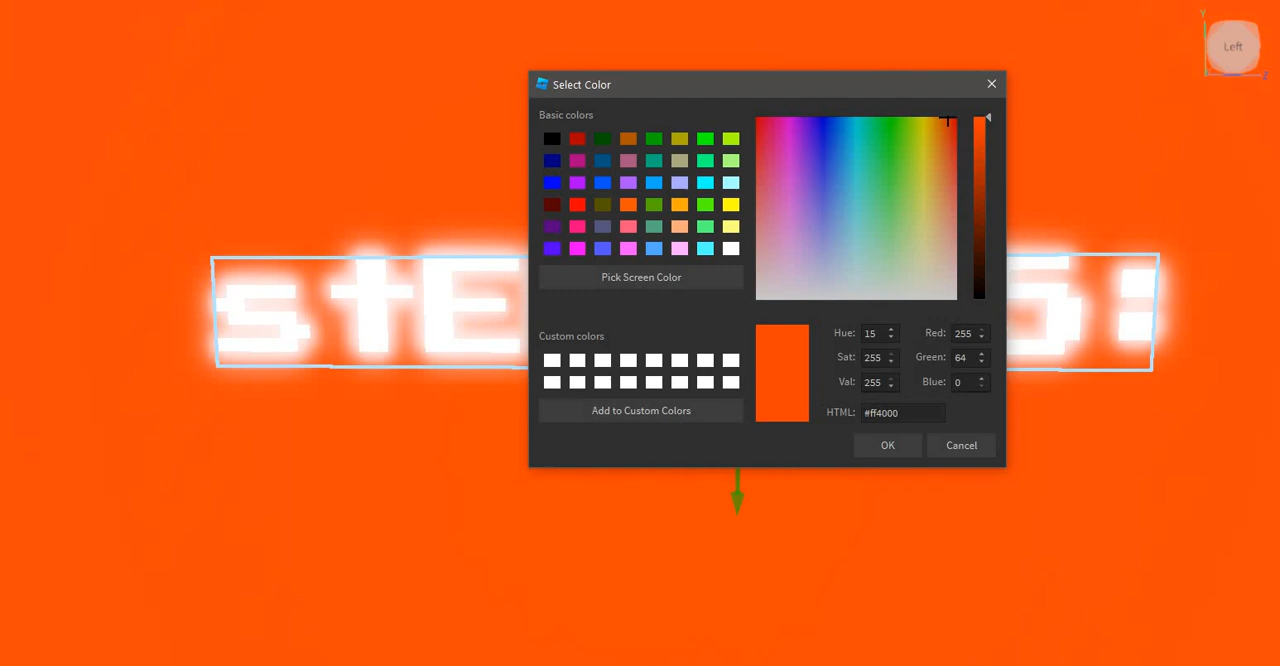 Y
Left
Z
Select Color
Basic colors
Pick Screen Color
Custom colors
Add to Custom Colors
Hue: 15
Red: 255
Sat: 255
Green: 64
Val: 255
Blue: 0
HTML: #ff4000
OK
Cancel
stE
5: